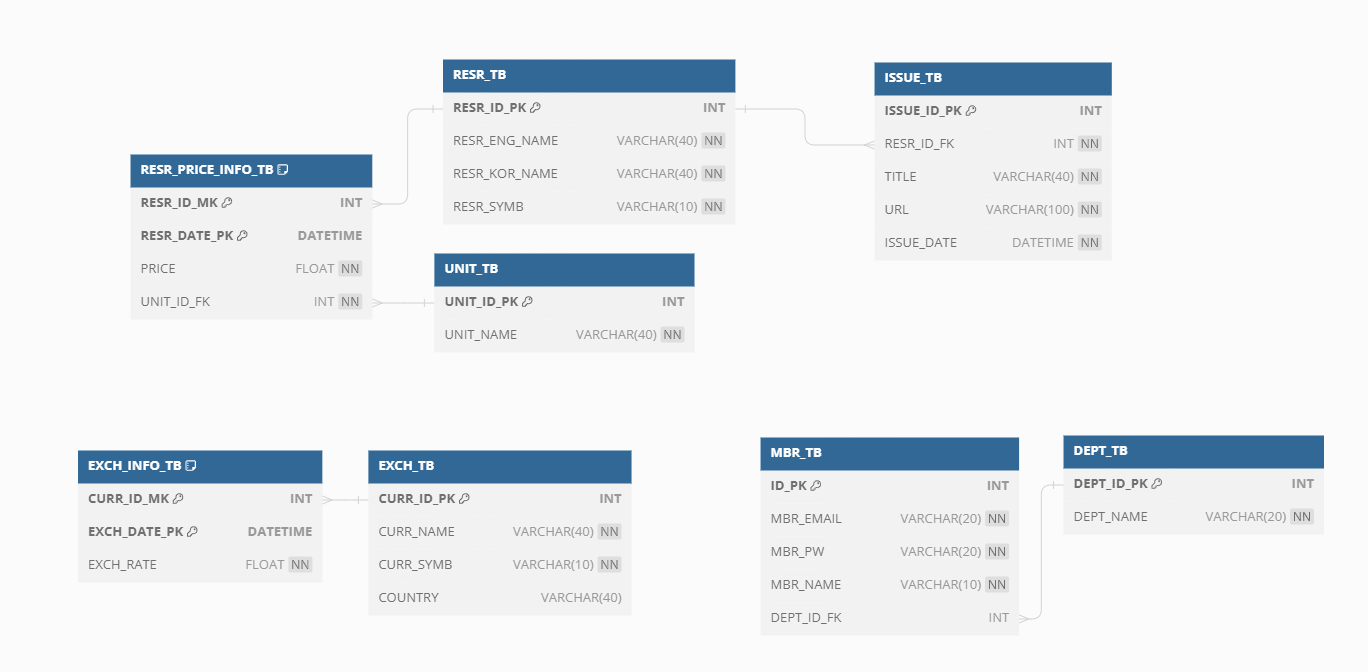 RESR_TB
RESR_ID_PK INT
RESR_ENG_NAME VARCHAR(40) NN
RESR_KOR_NAME VARCHAR(40) NN
RESR_SYMB VARCHAR(10) NN
ISSUE_TB
ISSUE_ID_PK INT
RESR_ID_FK INT NN
TITLE VARCHAR(40) NN
URL VARCHAR(100) NN
ISSUE_DATE DATETIME NN
RESR_PRICE_INFO_TB
RESR_ID_MK INT
RESR_DATE_PK DATETIME
PRICE FLOAT NN
UNIT_ID_FK INT NN
UNIT_TB
UNIT_ID_PK INT
UNIT_NAME VARCHAR(40) NN
EXCH_INFO_TB
CURR_ID_MK INT
EXCH_DATE_PK DATETIME
EXCH_RATE FLOAT NN
EXCH_TB
CURR_ID_PK INT
CURR_NAME VARCHAR(40) NN
CURR_SYMB VARCHAR(10) NN
COUNTRY VARCHAR(40)
MBR_TB
ID_PK INT
MBR_EMAIL VARCHAR(20) NN
MBR_PW VARCHAR(20) NN
MBR_NAME VARCHAR(10) NN
DEPT_ID_FK INT
DEPT_TB
DEPT_ID_PK INT
DEPT_NAME VARCHAR(20) NN